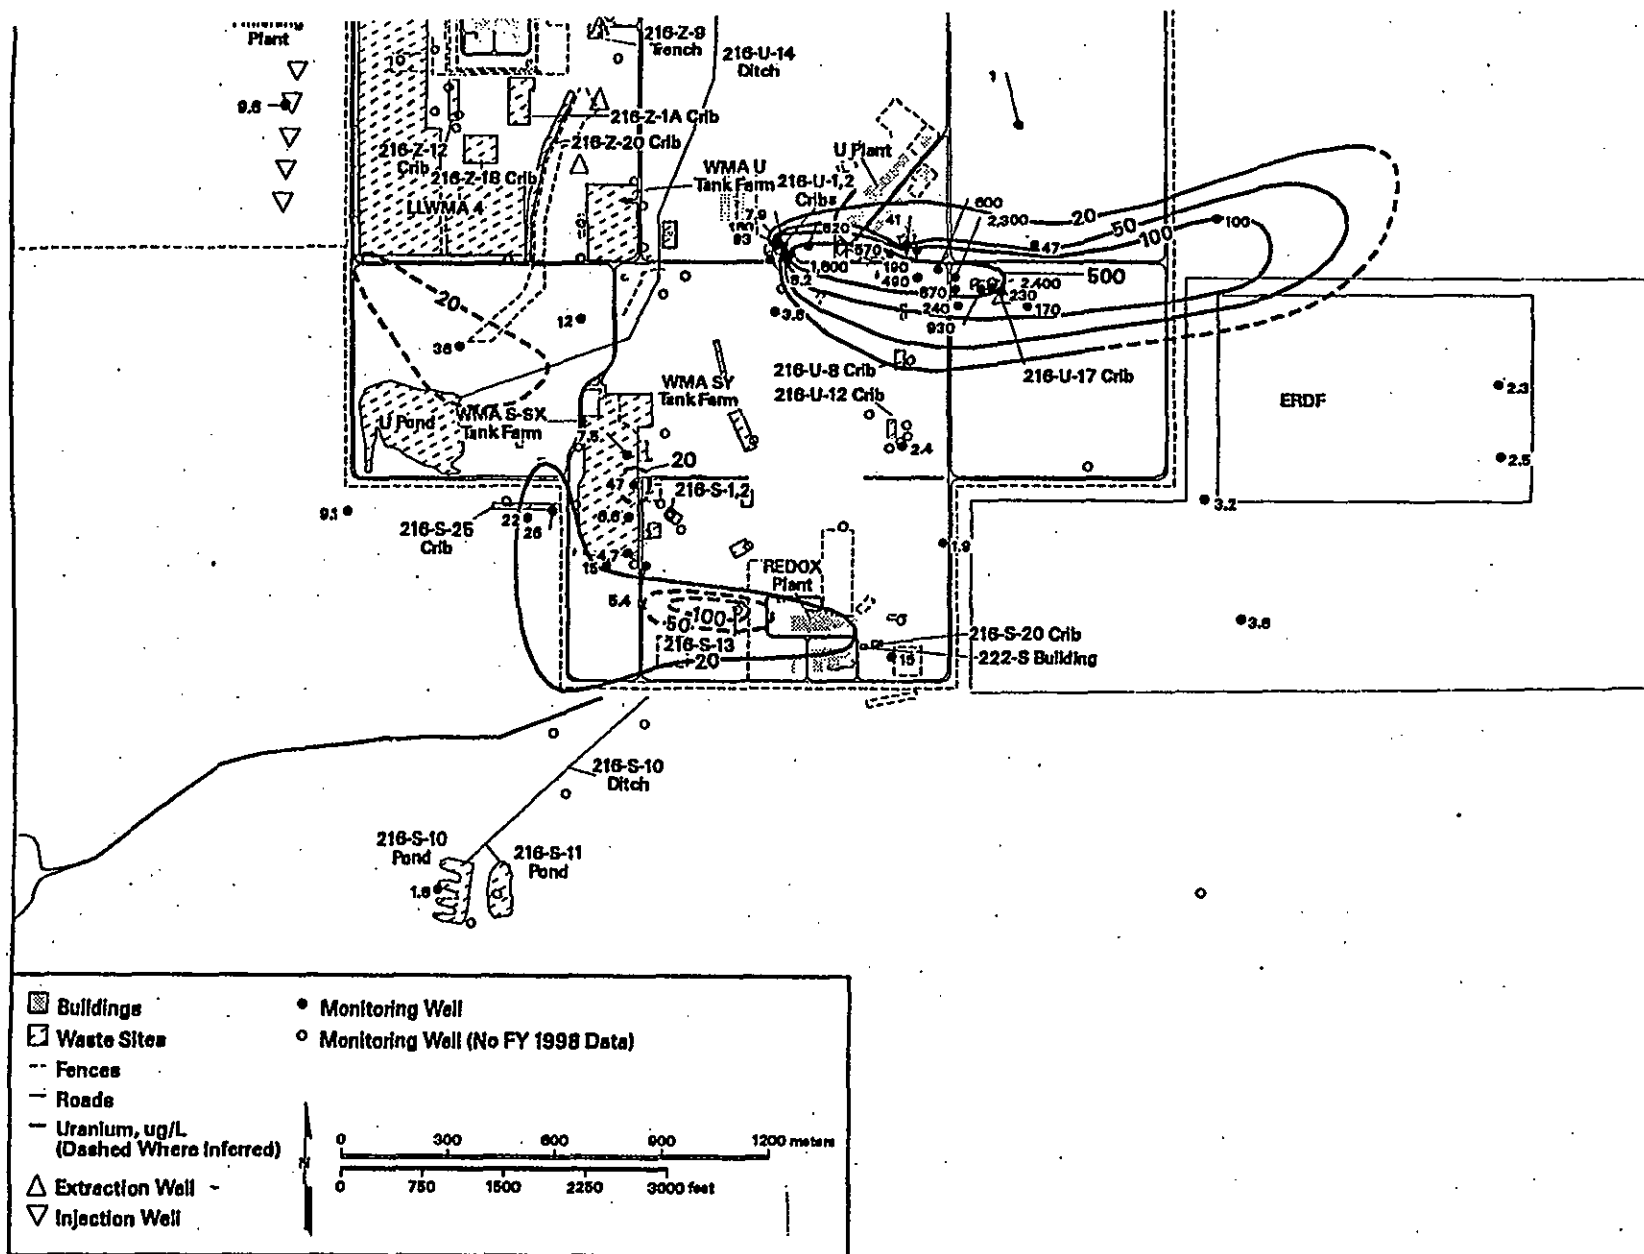 Plant
216-Z-9
Trench
216-U-14
Ditch
1
9.6
216-Z-1A Crib
216-Z-20 Crib
216-Z-12
Crib
216-Z-18 Crib
LLWMA 4
WMA U
Tank Farm
U Plant
216-U-1,2
Cribs
7.9
93
620
41
600
2,300
20
50
100
100
47
570
190
490
1,600
8.2
670
240
930
2,400
230
500
170
3.6
20
12
36
216-U-8 Crib
216-U-12 Crib
216-U-17 Crib
ERDF
2.3
2.5
2.4
U Pond
WMA S-SX
Tank Farm
WMA SY
Tank Farm
7.5
20
47
216-S-1,2
6.6
9.1
216-S-25
Crib
22
26
4.7
15
3.2
1.9
REDOX
Plant
5.4
100
50
216-S-13
20
216-S-20 Crib
222-S Building
15
3.6
216-S-10
Ditch
216-S-10
Pond
216-S-11
Pond
1.6
Buildings
Waste Sites
Fences
Roads
Uranium, ug/L
(Dashed Where Inferred)
Extraction Well
Injection Well
Monitoring Well
Monitoring Well (No FY 1998 Data)
N
0 300 600 900 1200 meters
0 750 1500 2250 3000 feet